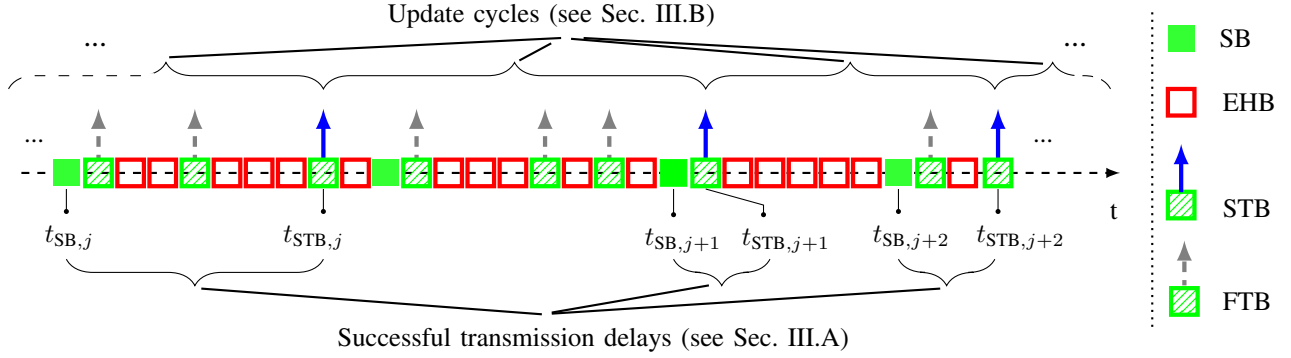 Update cycles (see Sec. III.B)
...
...
SB
EHB
...
...
t
STB
t_{SB,j}
t_{STB,j}
t_{SB,j+1}
t_{STB,j+1}
t_{SB,j+2}
t_{STB,j+2}
FTB
Successful transmission delays (see Sec. III.A)